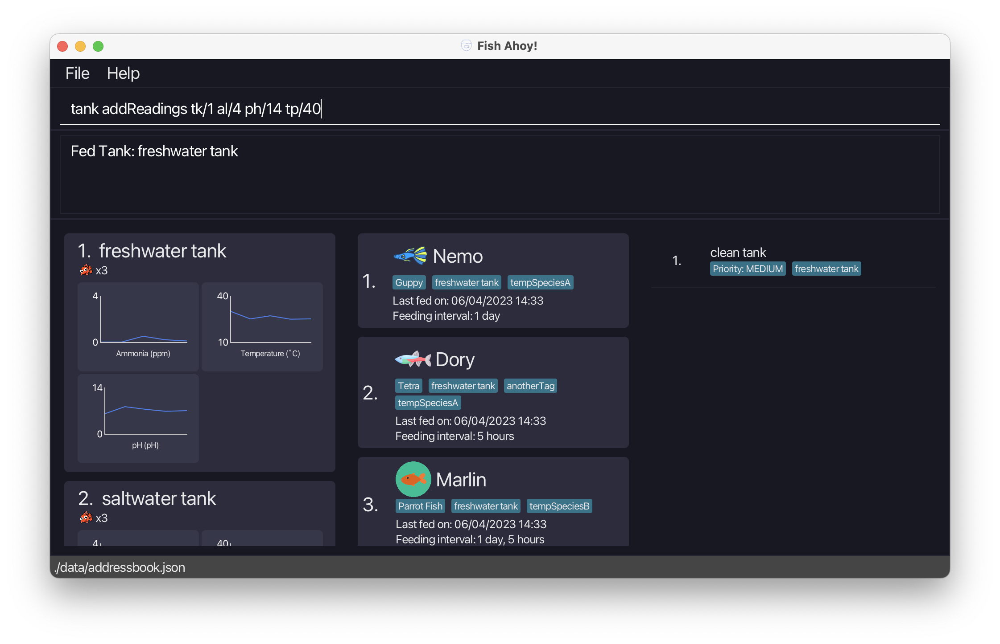 Fish Ahoy!
File Help
tank addReadings tk/1 al/4 ph/14 tp/40
Fed Tank: freshwater tank
1. freshwater tank
x3
4
0
Ammonia (ppm)
40
10
Temperature (˚C)
14
0
pH (pH)
2. saltwater tank
x3
4
40
1.
Nemo
Guppy freshwater tank tempSpeciesA
Last fed on: 06/04/2023 14:33
Feeding interval: 1 day
2.
Dory
Tetra freshwater tank anotherTag
tempSpeciesA
Last fed on: 06/04/2023 14:33
Feeding interval: 5 hours
3.
Marlin
Parrot Fish freshwater tank tempSpeciesB
Last fed on: 06/04/2023 14:33
Feeding interval: 1 day, 5 hours
1.
clean tank
Priority: MEDIUM freshwater tank
./data/addressbook.json